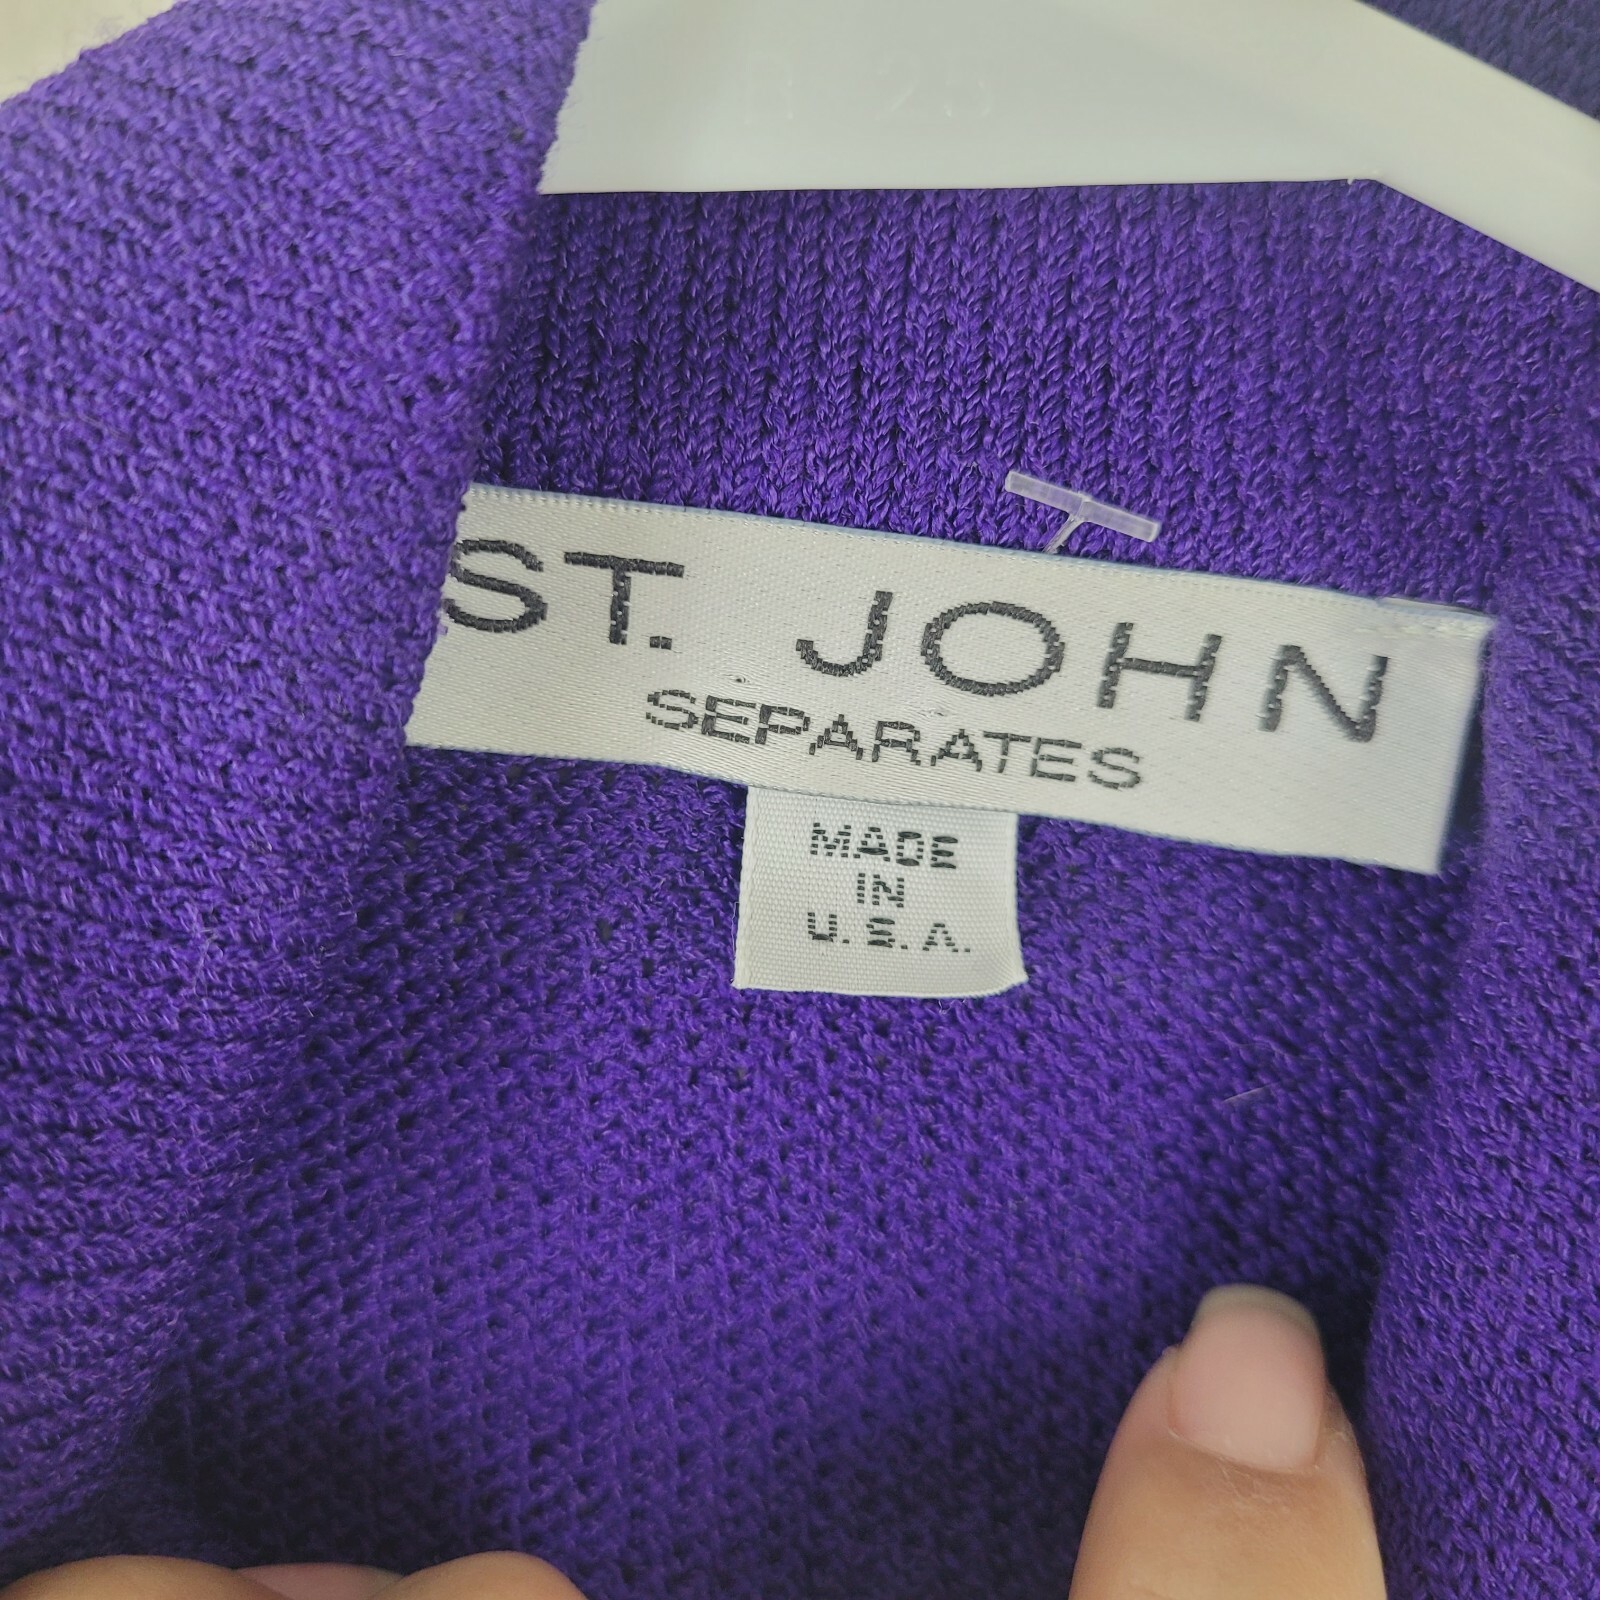 ST. JOHN
SEPARATES
MADE
IN
U.S.A.